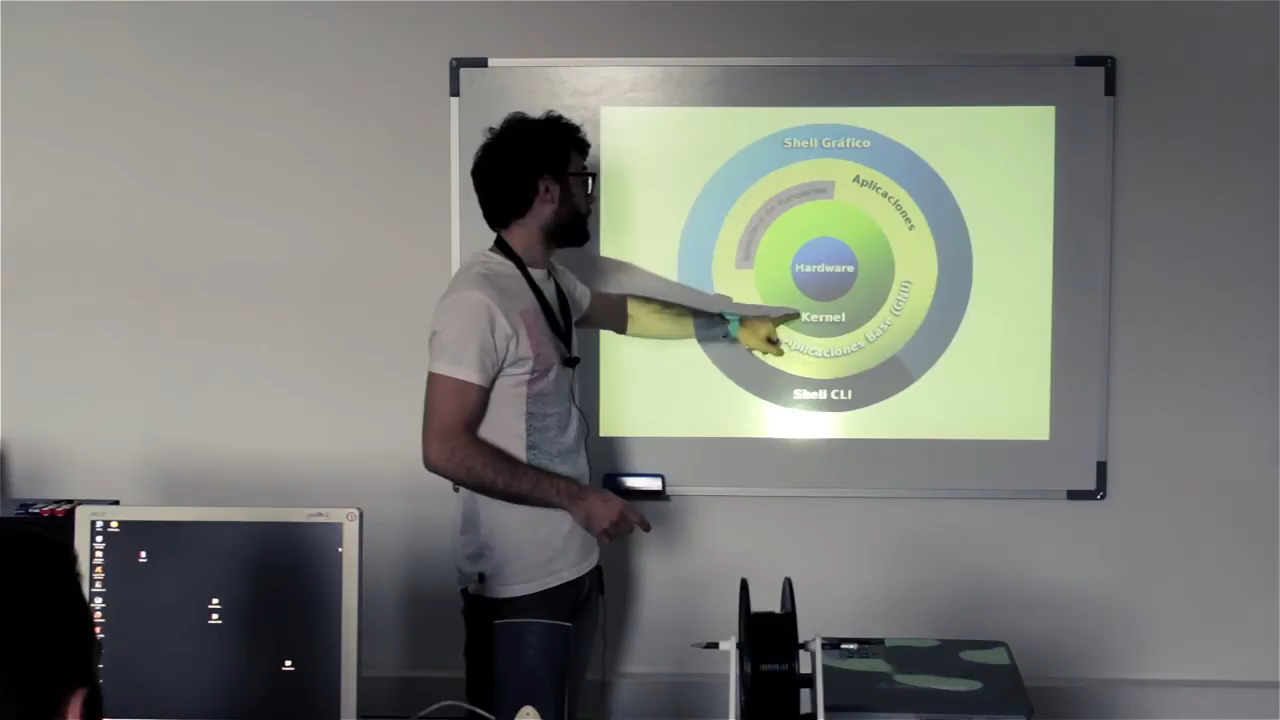 Shell Gráfico
Aplicaciones
Hardware
Kernel
Aplicaciones Base (GNU)
Shell CLI